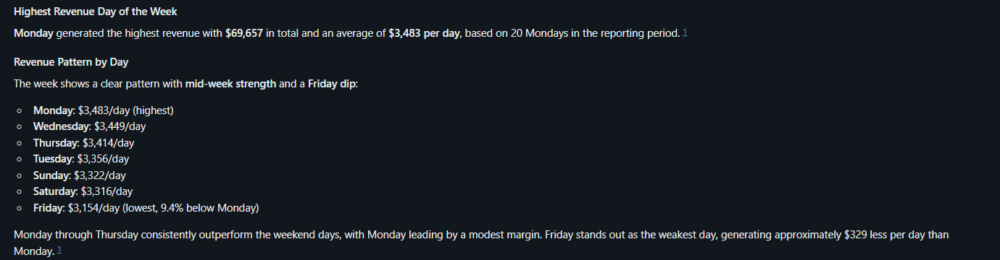 Highest Revenue Day of the Week
Monday generated the highest revenue with $69,657 in total and an average of $3,483 per day, based on 20 Mondays in the reporting period. 1
Revenue Pattern by Day
The week shows a clear pattern with mid-week strength and a Friday dip:
Monday: $3,483/day (highest)
Wednesday: $3,449/day
Thursday: $3,414/day
Tuesday: $3,356/day
Sunday: $3,322/day
Saturday: $3,316/day
Friday: $3,154/day (lowest, 9.4% below Monday)
Monday through Thursday consistently outperform the weekend days, with Monday leading by a modest margin. Friday stands out as the weakest day, generating approximately $329 less per day than
Monday. 1